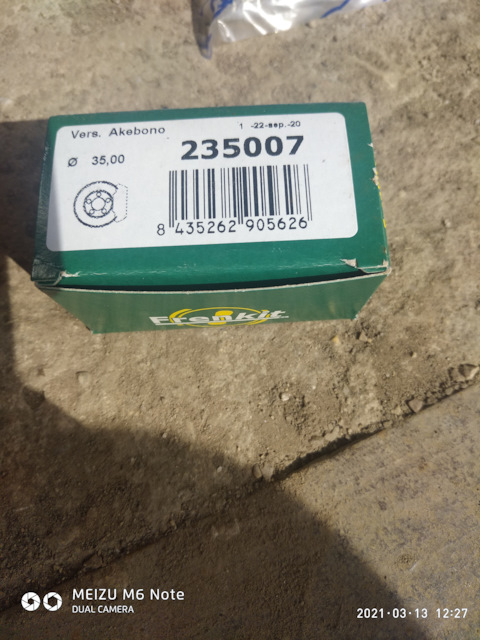 Vers. Akebono
1 -22-sep.-20
Ø 35,00
235007
8 435262 905626
Frenkit
MEIZU M6 Note
DUAL CAMERA
2021·03·13 12:27